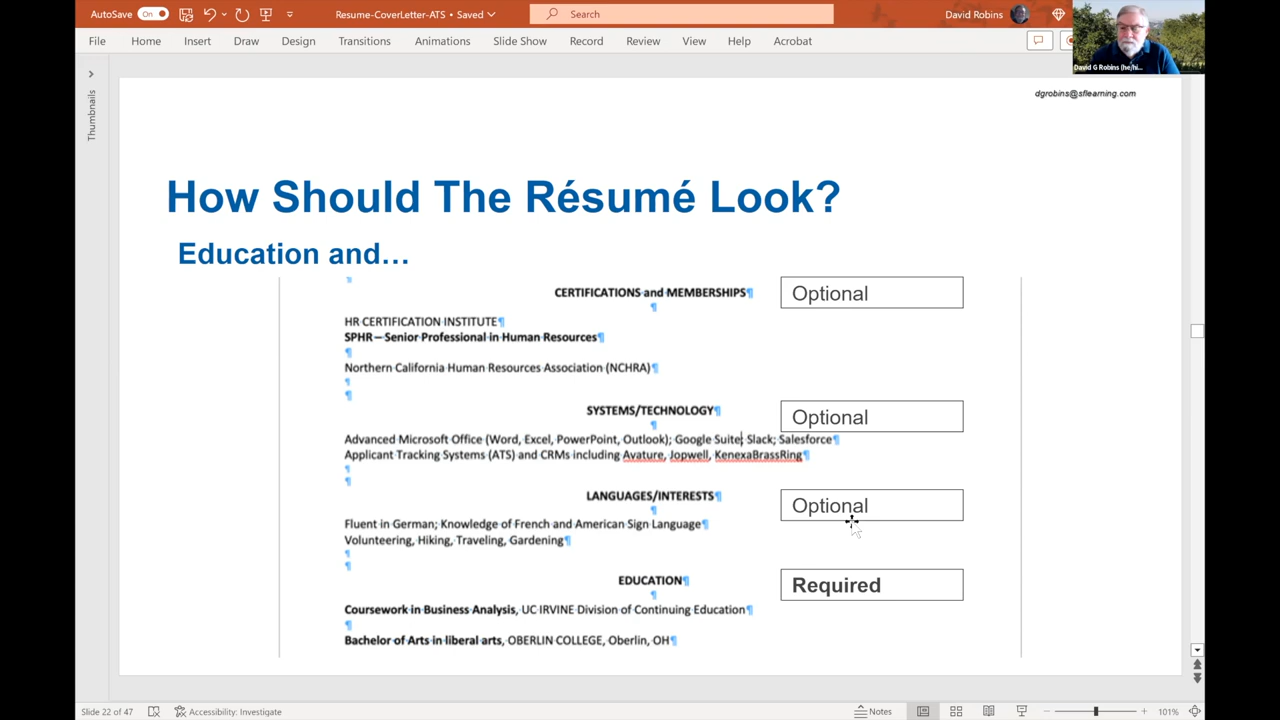 AutoSave On Resume-CoverLetter-ATS • Saved Search David Robins
File Home Insert Draw Design Transitions Animations Slide Show Record Review View Help Acrobat
David G Robins (he/hi...
Thumbnails
dgrobins@sflearning.com
How Should The Résumé Look?
Education and...
CERTIFICATIONS and MEMBERSHIPS¶ Optional
¶
HR CERTIFICATION INSTITUTE¶
SPHR – Senior Professional in Human Resources¶
¶
Northern California Human Resources Association (NCHRA)¶
¶
¶
SYSTEMS/TECHNOLOGY¶ Optional
¶
Advanced Microsoft Office (Word, Excel, PowerPoint, Outlook); Google Suite; Slack; Salesforce¶
Applicant Tracking Systems (ATS) and CRMs including Avature, Jopwell, KenexaBrassRing¶
¶
¶
LANGUAGES/INTERESTS¶ Optional
¶
Fluent in German; Knowledge of French and American Sign Language¶
Volunteering, Hiking, Traveling, Gardening¶
¶
¶
EDUCATION¶ Required
¶
Coursework in Business Analysis, UC IRVINE Division of Continuing Education¶
¶
Bachelor of Arts in liberal arts, OBERLIN COLLEGE, Oberlin, OH¶
Slide 22 of 47 Accessibility: Investigate Notes 101%